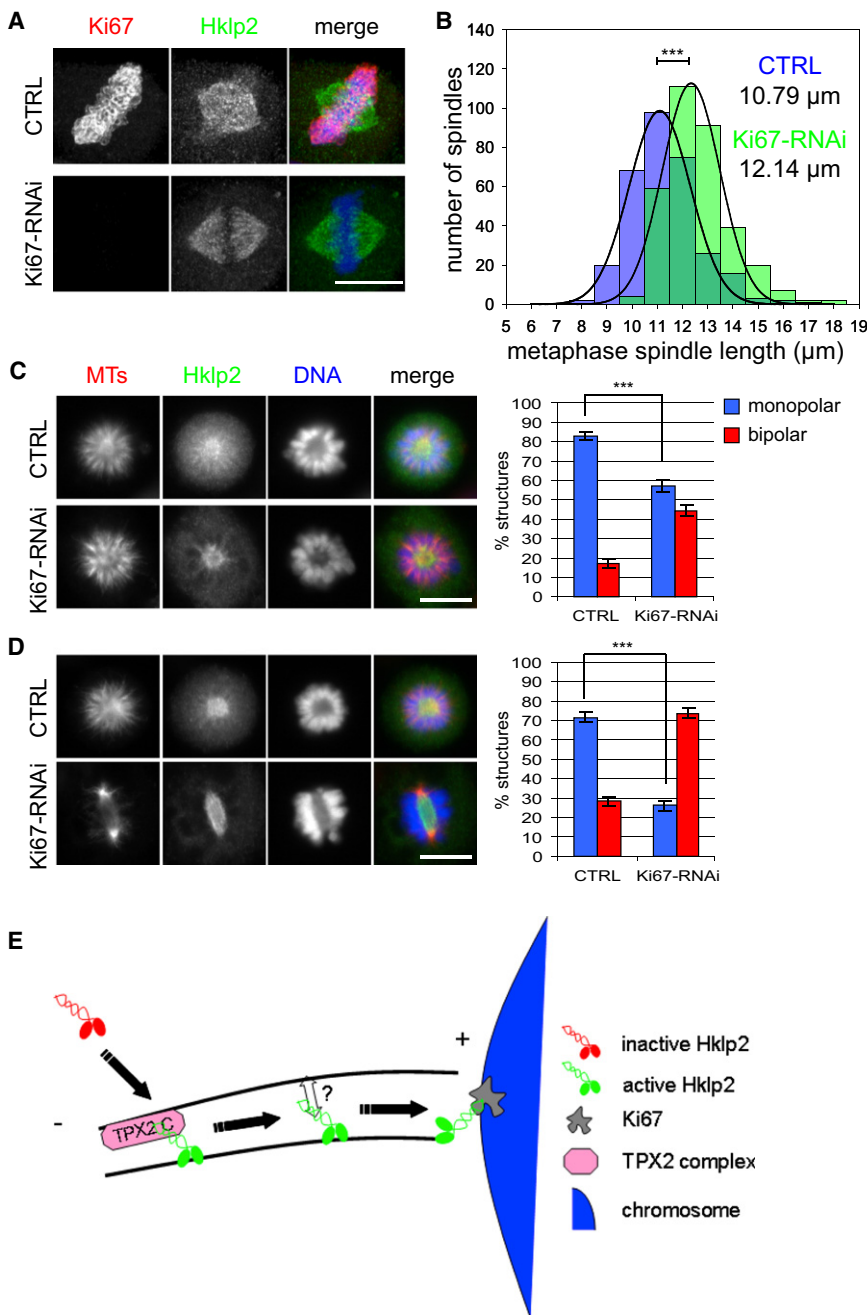 A
Ki67 Hklp2 merge
CTRL
Ki67-RNAi
B
***
CTRL
10.79 µm
Ki67-RNAi
12.14 µm
number of spindles
140
120
100
80
60
40
20
0
5 6 7 8 9 10 11 12 13 14 15 16 17 18 19
metaphase spindle length (µm)
C
MTs Hklp2 DNA merge
CTRL
Ki67-RNAi
***
monopolar
bipolar
% structures
100
90
80
70
60
50
40
30
20
10
0
CTRL Ki67-RNAi
D
CTRL
Ki67-RNAi
***
% structures
100
90
80
70
60
50
40
30
20
10
0
CTRL Ki67-RNAi
E
+
?
-
TPX2 C
inactive Hklp2
active Hklp2
Ki67
TPX2 complex
chromosome